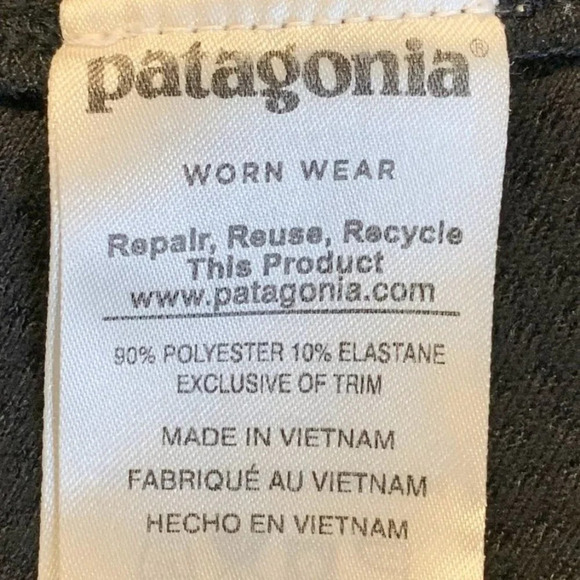 patagonia®
WORN WEAR
Repair, Reuse, Recycle
This Product
www.patagonia.com
90% POLYESTER 10% ELASTANE
EXCLUSIVE OF TRIM
MADE IN VIETNAM
FABRIQUÉ AU VIETNAM
HECHO EN VIETNAM